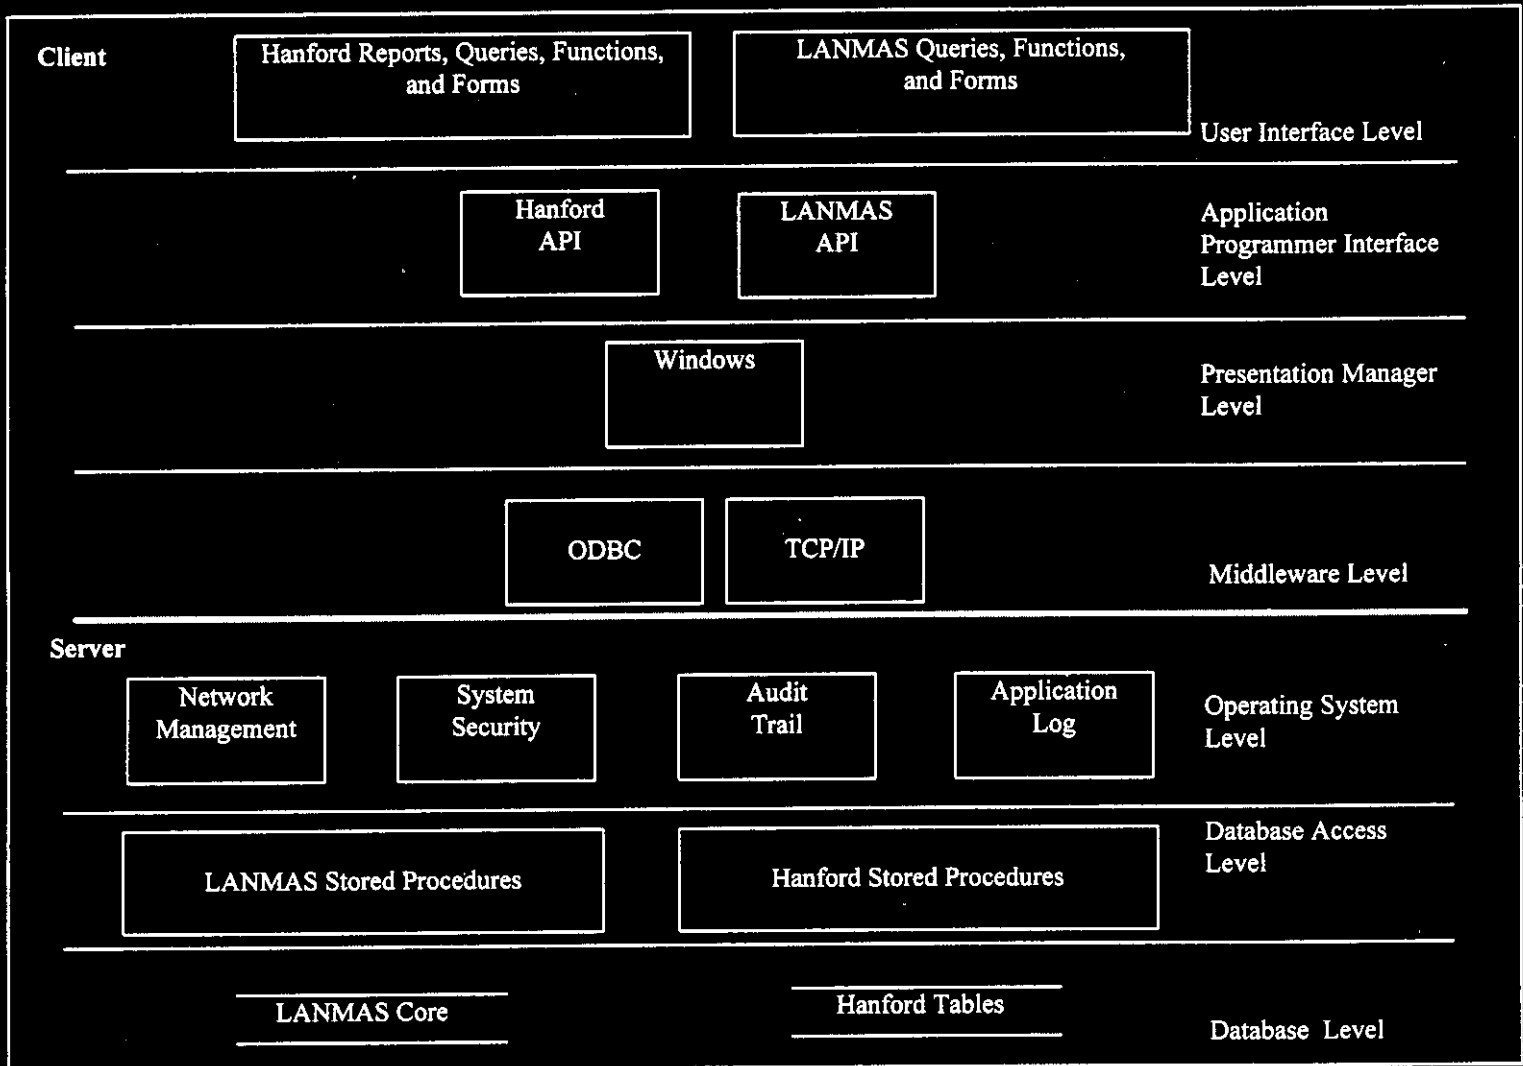 Client
Hanford Reports, Queries, Functions,
and Forms
LANMAS Queries, Functions,
and Forms
User Interface Level
Hanford
API
LANMAS
API
Application
Programmer Interface
Level
Windows
Presentation Manager
Level
ODBC
TCP/IP
Middleware Level
Server
Network
Management
System
Security
Audit
Trail
Application
Log
Operating System
Level
LANMAS Stored Procedures
Hanford Stored Procedures
Database Access
Level
LANMAS Core
Hanford Tables
Database Level